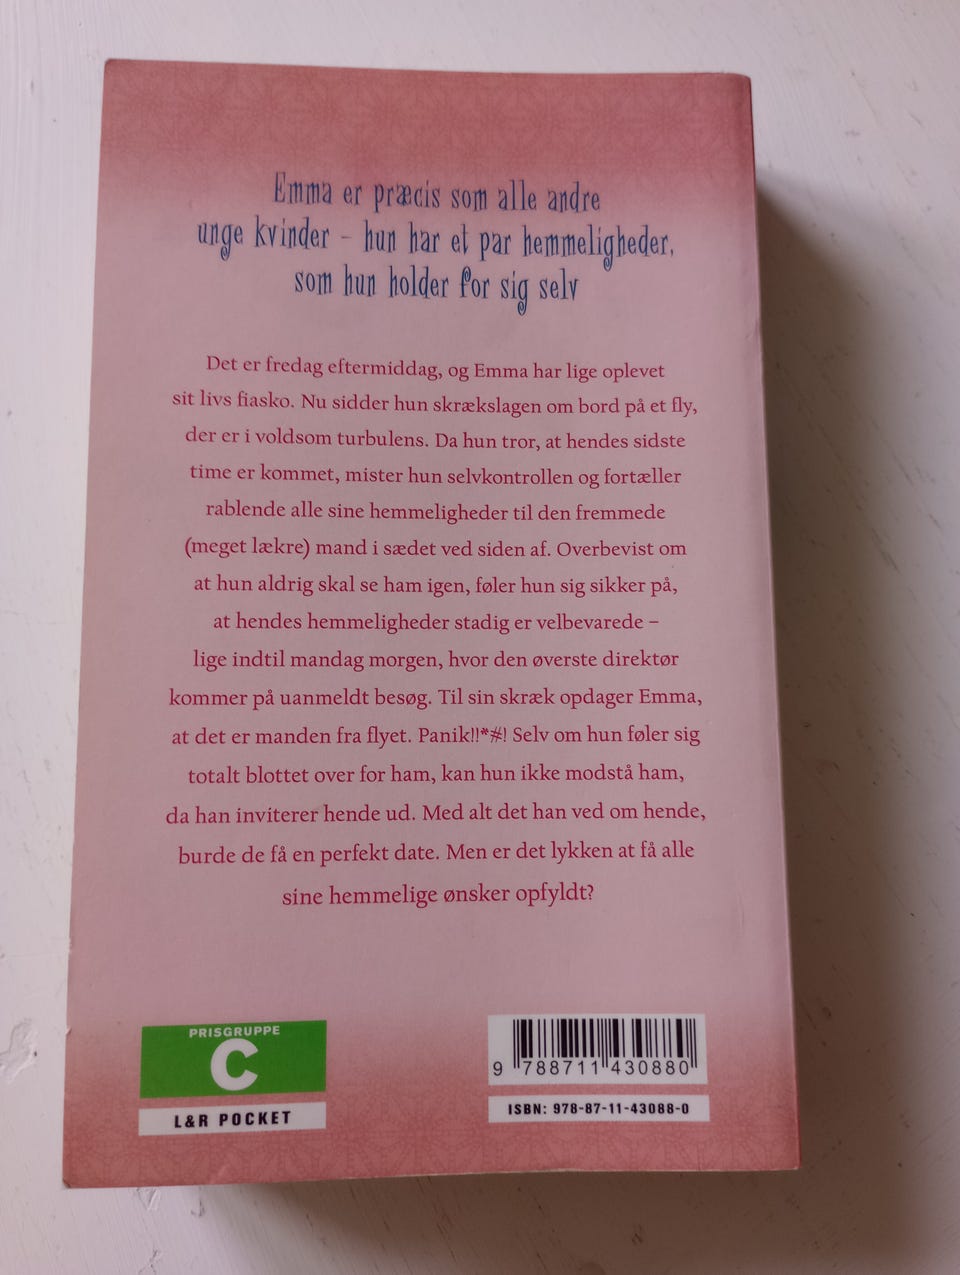 Emma er præcis som alle andre
unge kvinder – hun har et par hemmeligheder,
som hun holder for sig selv
Det er fredag eftermiddag, og Emma har lige oplevet
sit livs fiasko. Nu sidder hun skrækslagen om bord på et fly,
der er i voldsom turbulens. Da hun tror, at hendes sidste
time er kommet, mister hun selvkontrollen og fortæller
rablende alle sine hemmeligheder til den fremmede
(meget lækre) mand i sædet ved siden af. Overbevist om
at hun aldrig skal se ham igen, føler hun sig sikker på,
at hendes hemmeligheder stadig er velbevarede –
lige indtil mandag morgen, hvor den øverste direktør
kommer på uanmeldt besøg. Til sin skræk opdager Emma,
at det er manden fra flyet. Panik!!*#! Selv om hun føler sig
totalt blottet over for ham, kan hun ikke modstå ham,
da han inviterer hende ud. Med alt det han ved om hende,
burde de få en perfekt date. Men er det lykken at få alle
sine hemmelige ønsker opfyldt?
PRISGRUPPE
C
L&R POCKET
9 788711 430880
ISBN: 978-87-11-43088-0